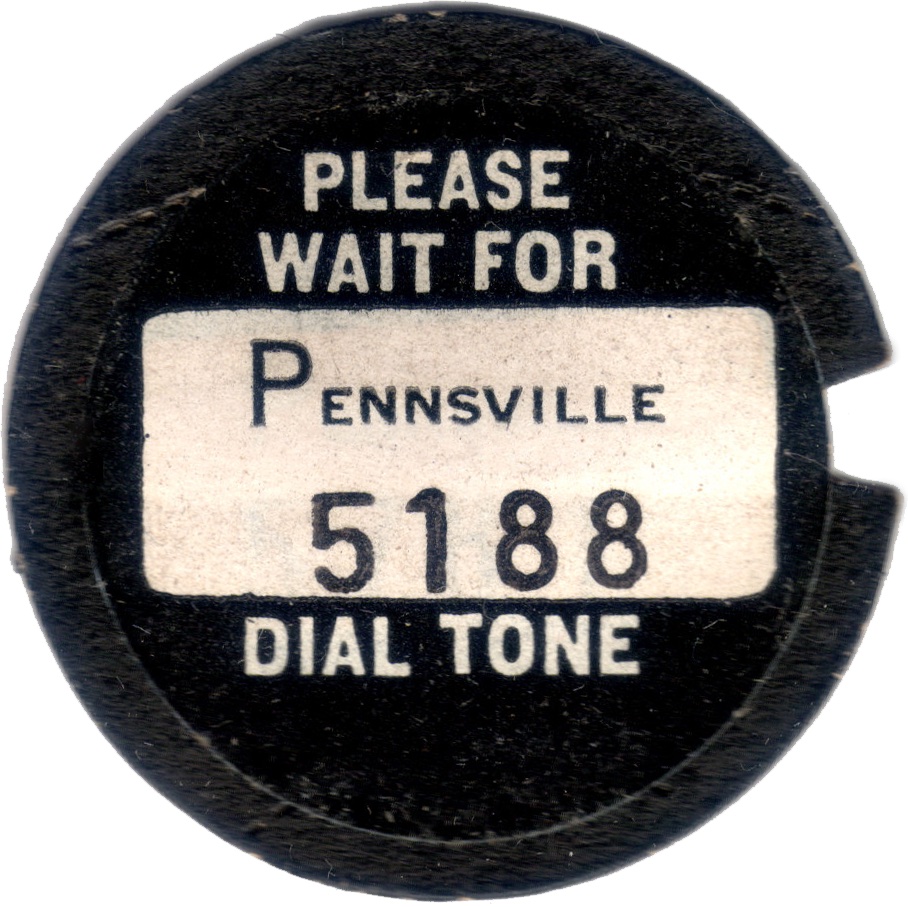 PLEASE
WAIT FOR
PENNSVILLE
5188
DIAL TONE